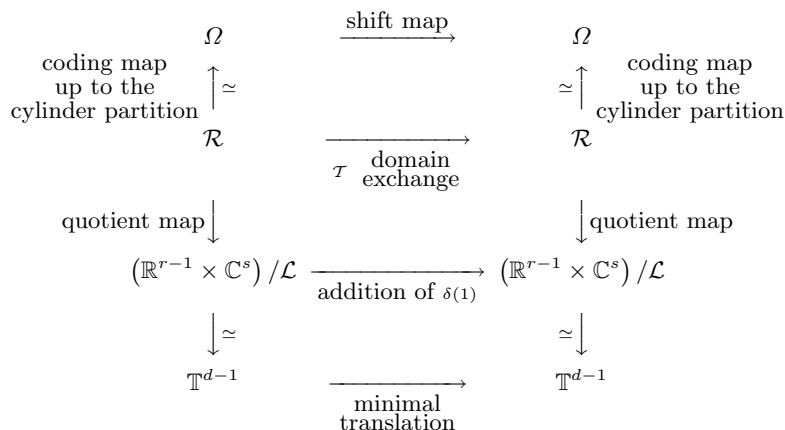 shift map
Ω Ω
coding map
up to the
cylinder partition
≃ ≃
coding map
up to the
cylinder partition
ℛ ℛ
𝒯 domain
exchange
quotient map quotient map
(ℝ^{r−1} × ℂ^s) /ℒ (ℝ^{r−1} × ℂ^s) /ℒ
addition of δ(1)
≃ ≃
𝕋^{d−1} 𝕋^{d−1}
minimal
translation